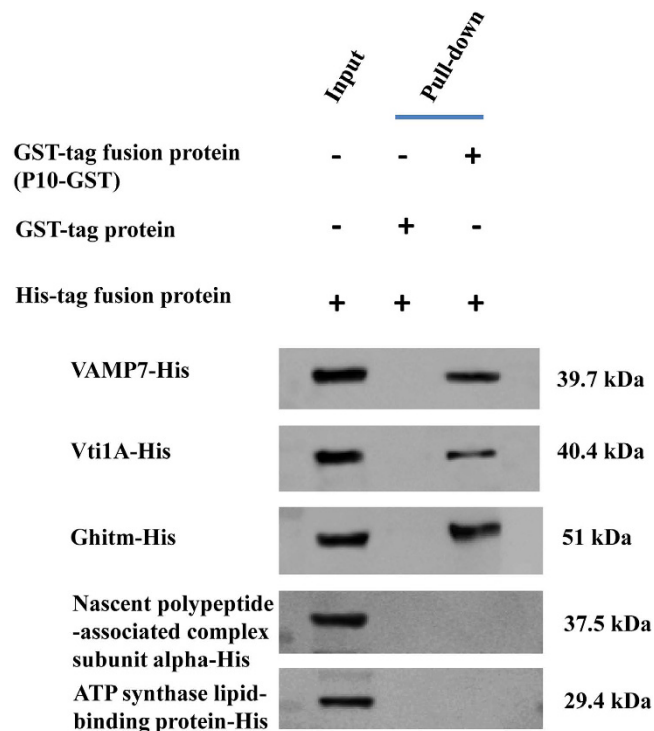 Input
Pull-down
GST-tag fusion protein - - +
(P10-GST)
GST-tag protein - + -
His-tag fusion protein + + +
VAMP7-His 39.7 kDa
Vti1A-His 40.4 kDa
Ghitm-His 51 kDa
Nascent polypeptide
-associated complex 37.5 kDa
subunit alpha-His
ATP synthase lipid- 29.4 kDa
binding protein-His